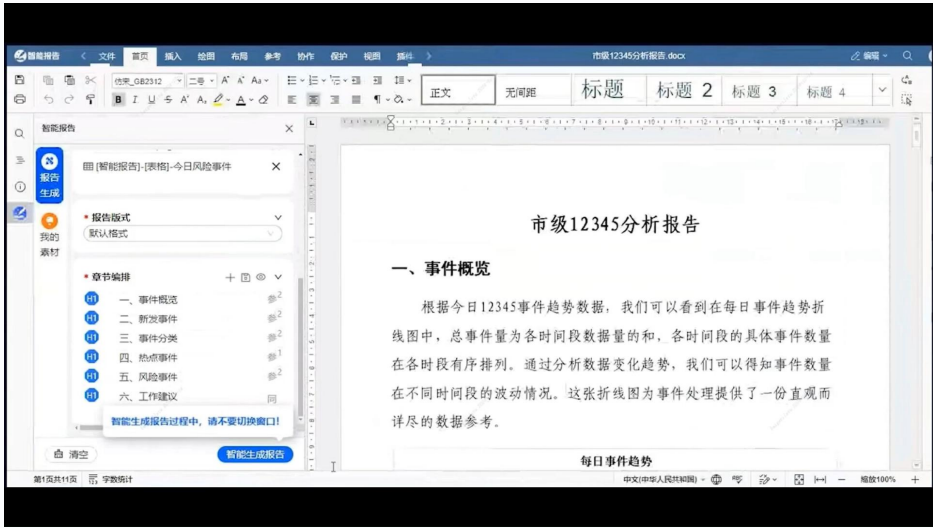 智能报告 文件 首页 插入 绘图 布局 参考 协作 保护 视图 插件 市级12345分析报告.docx 编辑
仿宋_GB2312 二号 正文 无间距 标题 标题 2 标题 3 标题 4
智能报告
报告生成
我的素材
[智能报告]-[表格]-今日风险事件
* 报告版式
默认格式
* 章节编排
H1 一、事件概览 参2
H1 二、新发事件 参2
H1 三、事件分类 参2
H1 四、热点事件 参1
H1 五、风险事件 参2
H1 六、工作建议
智能生成报告过程中，请不要切换窗口！
清空 智能生成报告
市级12345分析报告
一、事件概览
根据今日12345事件趋势数据，我们可以看到在每日事件趋势折
线图中，总事件量为各时间段数据量的和，各时间段的具体事件数量
在各时段有序排列。通过分析数据变化趋势，我们可以得知事件数量
在不同时间段的波动情况。这张折线图为事件处理提供了一份直观而
详尽的数据参考。
每日事件趋势
第1页共11页 字数统计 中文(中华人民共和国) 缩放100%